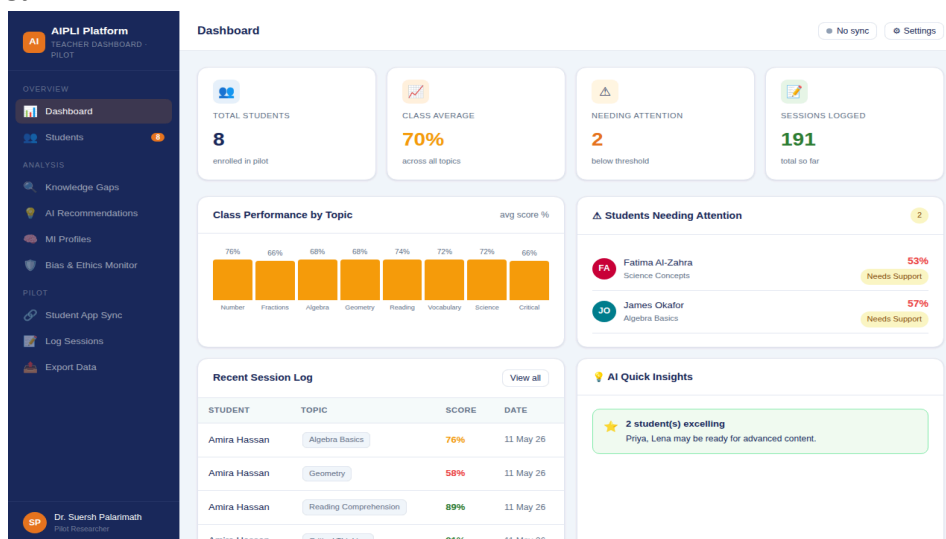 AI
AIPLI Platform
TEACHER DASHBOARD ·
PILOT
OVERVIEW
Dashboard
Students 8
ANALYSIS
Knowledge Gaps
AI Recommendations
MI Profiles
Bias & Ethics Monitor
PILOT
Student App Sync
Log Sessions
Export Data
SP
Dr. Suersh Palarimath
Pilot Researcher
Dashboard
No sync
Settings
TOTAL STUDENTS
8
enrolled in pilot
CLASS AVERAGE
70%
across all topics
NEEDING ATTENTION
2
below threshold
SESSIONS LOGGED
191
total so far
Class Performance by Topic avg score %
76% 66% 68% 68% 74% 72% 72% 66%
Number Fractions Algebra Geometry Reading Vocabulary Science Critical
Students Needing Attention 2
FA
Fatima Al-Zahra 53%
Science Concepts Needs Support
JO
James Okafor 57%
Algebra Basics Needs Support
Recent Session Log View all
STUDENT TOPIC SCORE DATE
Amira Hassan Algebra Basics 76% 11 May 26
Amira Hassan Geometry 58% 11 May 26
Amira Hassan Reading Comprehension 89% 11 May 26
AI Quick Insights
2 student(s) excelling
Priya, Lena may be ready for advanced content.